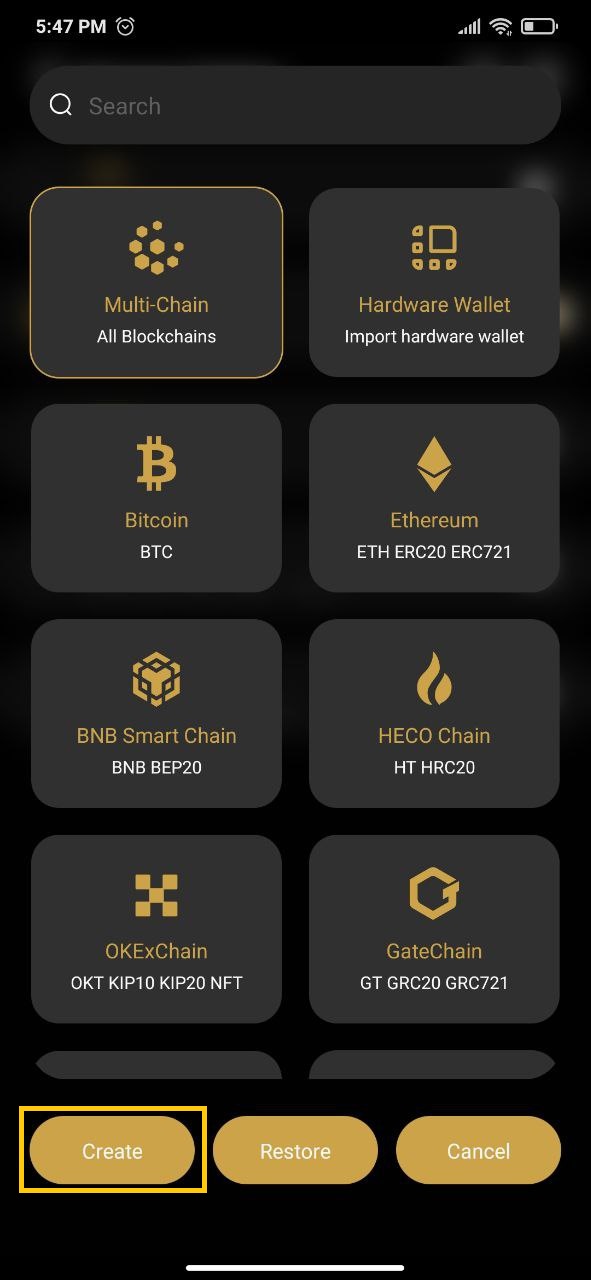 5:47 PM
Search
Multi-Chain
All Blockchains
Hardware Wallet
Import hardware wallet
Bitcoin
BTC
Ethereum
ETH ERC20 ERC721
BNB Smart Chain
BNB BEP20
HECO Chain
HT HRC20
OKExChain
OKT KIP10 KIP20 NFT
GateChain
GT GRC20 GRC721
Create
Restore
Cancel